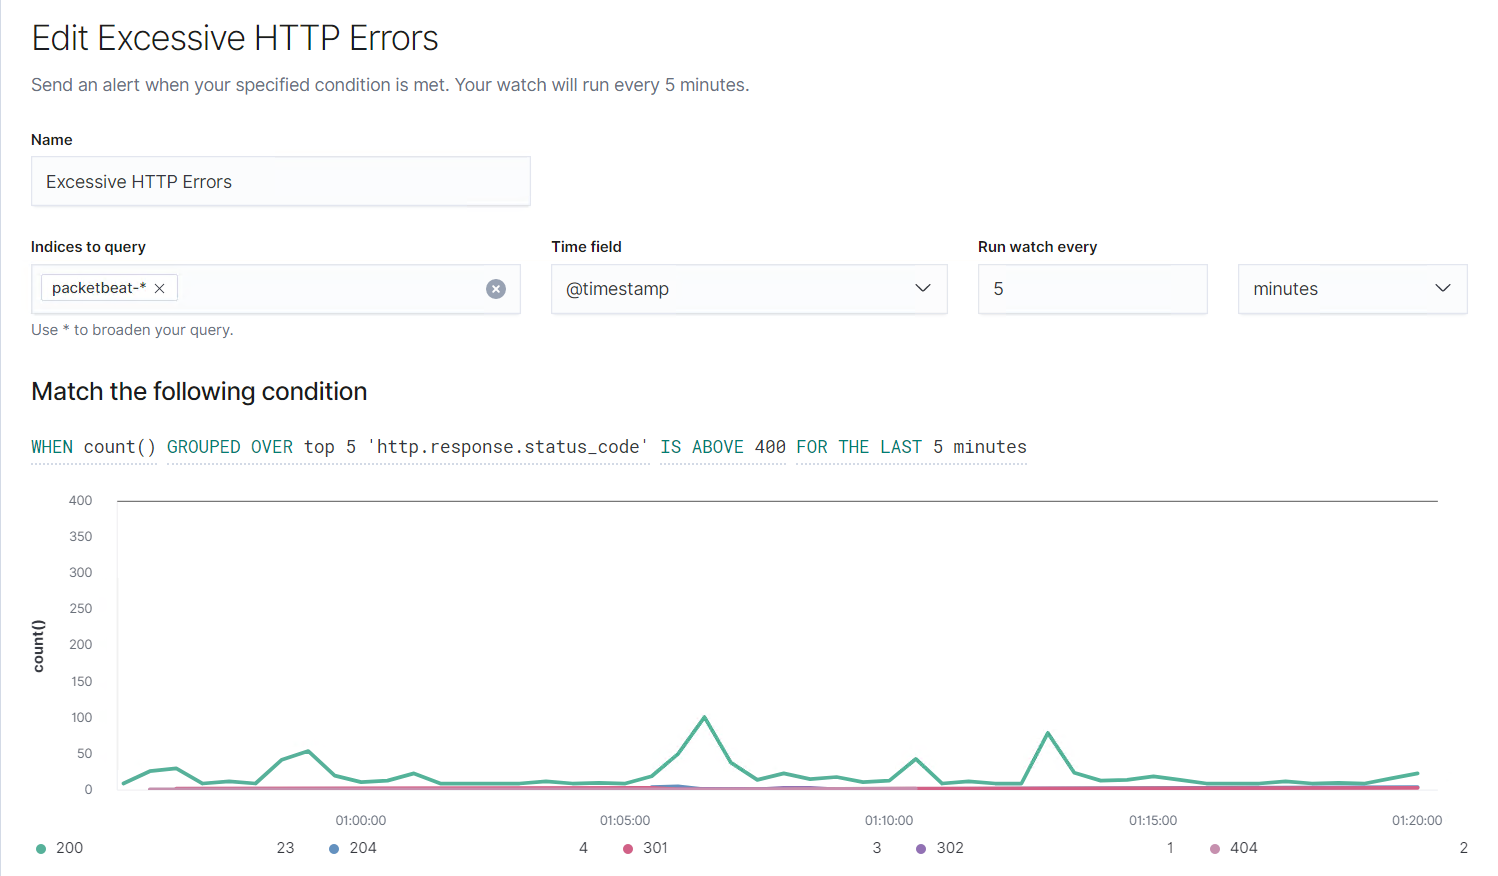 Edit Excessive HTTP Errors
Send an alert when your specified condition is met. Your watch will run every 5 minutes.
Name
Excessive HTTP Errors
Indices to query
Time field
Run watch every
packetbeat-*
@timestamp
5
minutes
Use * to broaden your query.
Match the following condition
WHEN count() GROUPED OVER top 5 'http.response.status_code' IS ABOVE 400 FOR THE LAST 5 minutes
count()
400
350
300
250
200
150
100
50
0
01:00:00 01:05:00 01:10:00 01:15:00 01:20:00
200 23 204 4 301 3 302 1 404 2